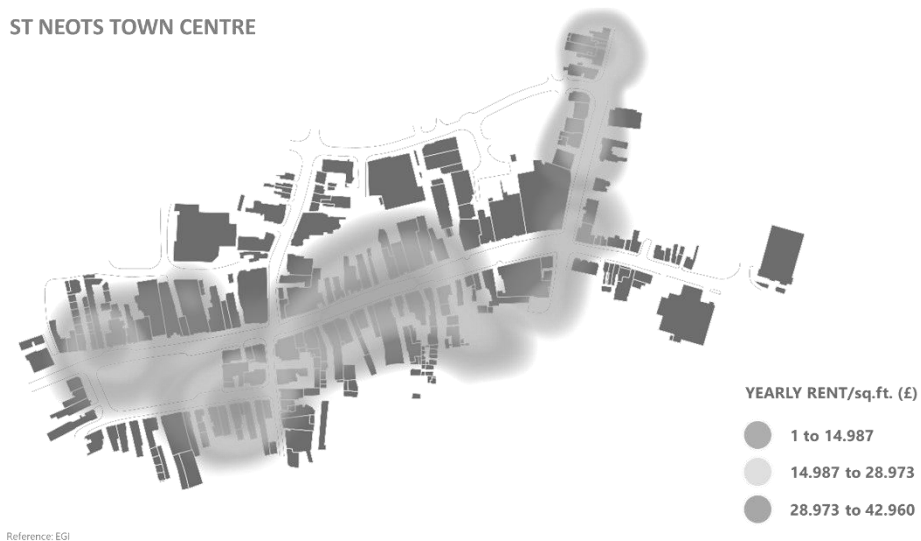 ST NEOTS TOWN CENTRE
YEARLY RENT/sq.ft. (£)
1 to 14.987
14.987 to 28.973
28.973 to 42.960
Reference: EGI